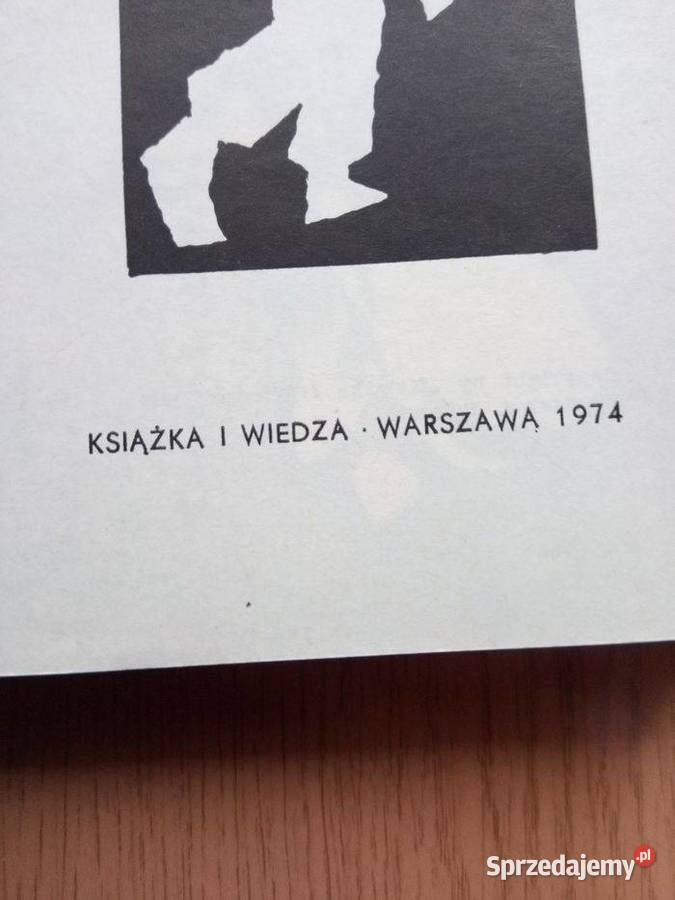 KSIĄŻKA I WIEDZA · WARSZAWA 1974
Sprzedajemy.pl